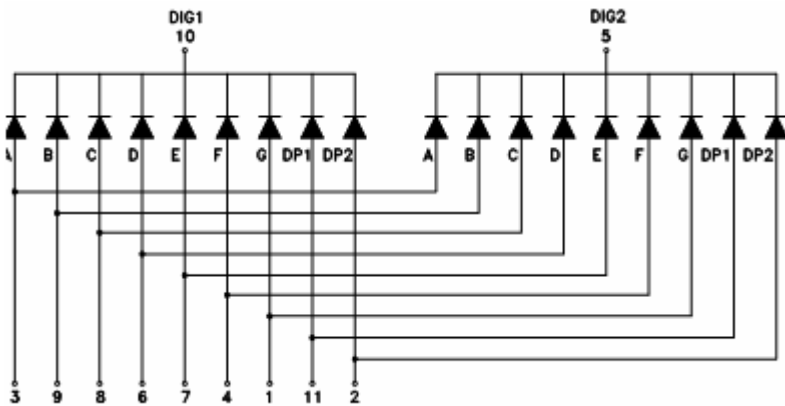 DIG1 DIG2
10 5
A B C D E F G DP1 DP2 A B C D E F G DP1 DP2
3 9 8 6 7 4 1 11 2